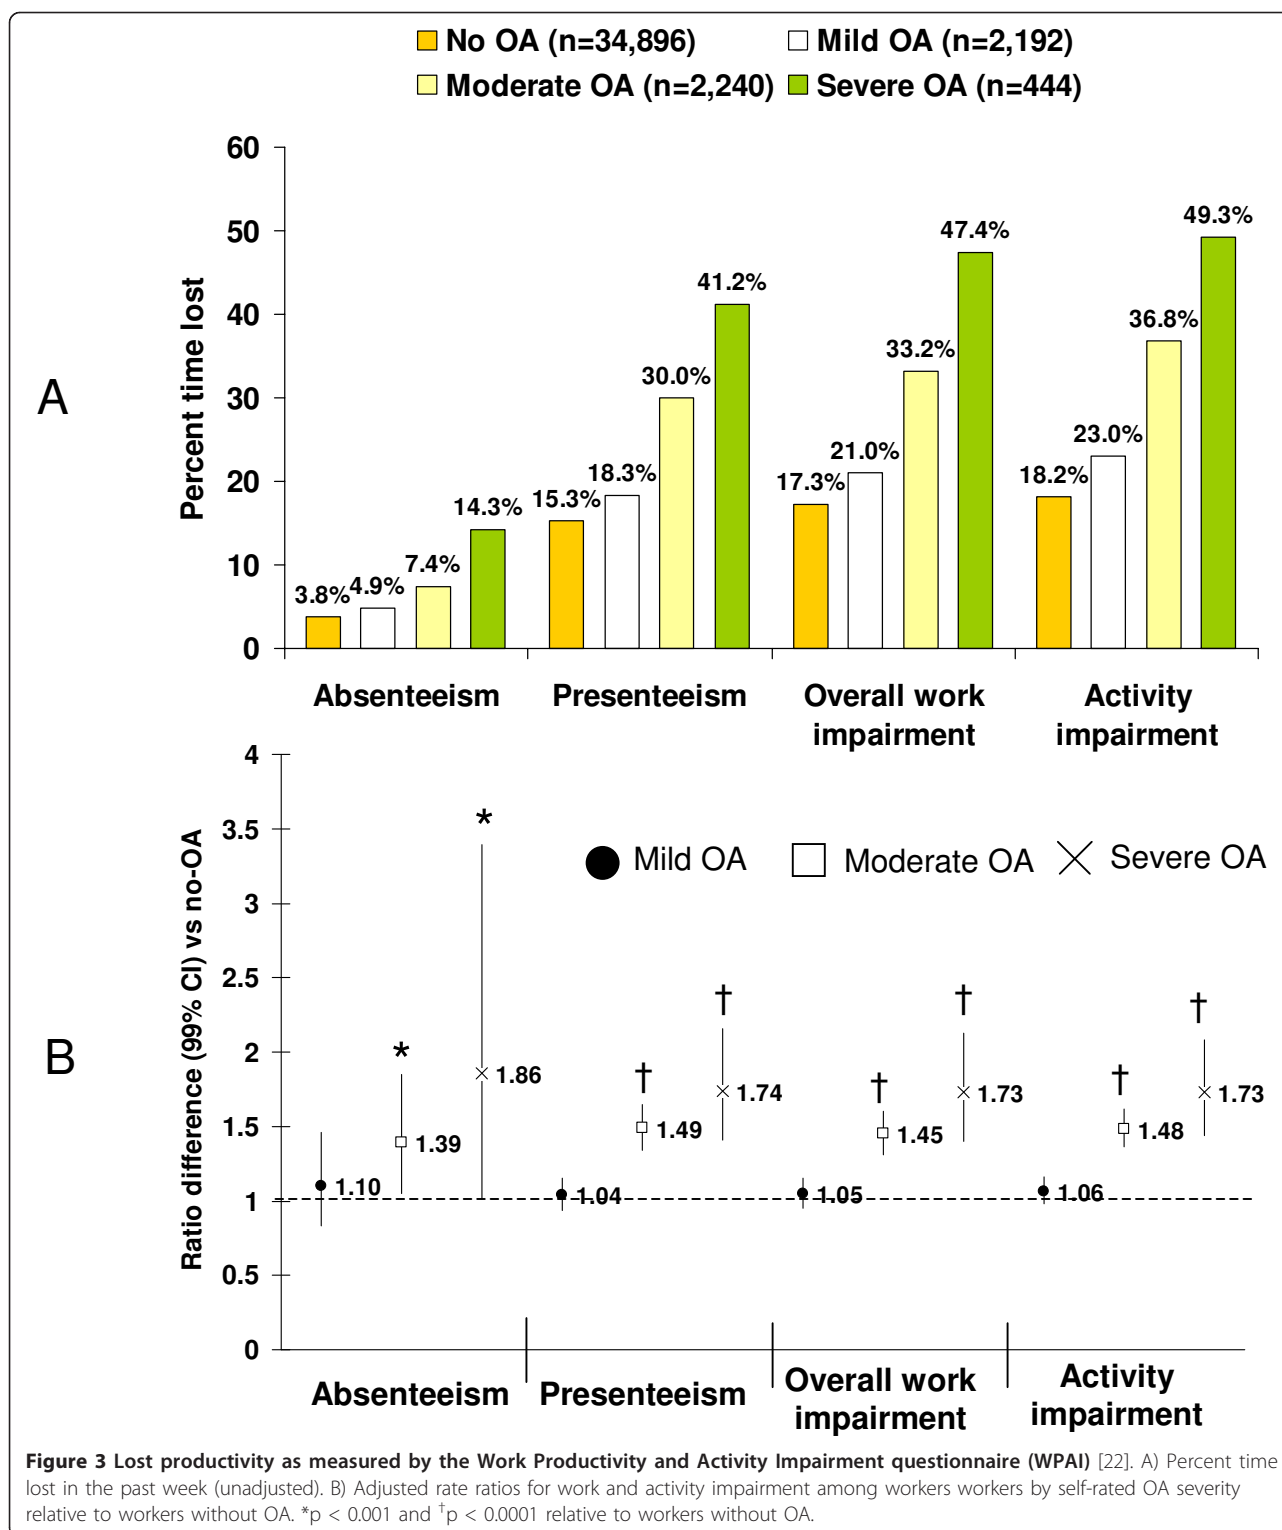 No OA (n=34,896) Mild OA (n=2,192)
Moderate OA (n=2,240) Severe OA (n=444)
A
Percent time lost
60
50
40
30
20
10
0
3.8% 4.9% 7.4% 14.3%
15.3% 18.3% 30.0% 41.2%
17.3% 21.0% 33.2% 47.4%
18.2% 23.0% 36.8% 49.3%
Absenteeism Presenteeism Overall work impairment Activity impairment
B
Ratio difference (99% CI) vs no-OA
4
3.5
3
2.5
2
1.5
1
0.5
0
Mild OA Moderate OA Severe OA
1.10 * 1.39 * 1.86
1.04 † 1.49 † 1.74
1.05 † 1.45 † 1.73
1.06 † 1.48 † 1.73
Absenteeism Presenteeism Overall work impairment Activity impairment
Figure 3 Lost productivity as measured by the Work Productivity and Activity Impairment questionnaire (WPAI) [22]. A) Percent time
lost in the past week (unadjusted). B) Adjusted rate ratios for work and activity impairment among workers workers by self-rated OA severity
relative to workers without OA. *p < 0.001 and †p < 0.0001 relative to workers without OA.